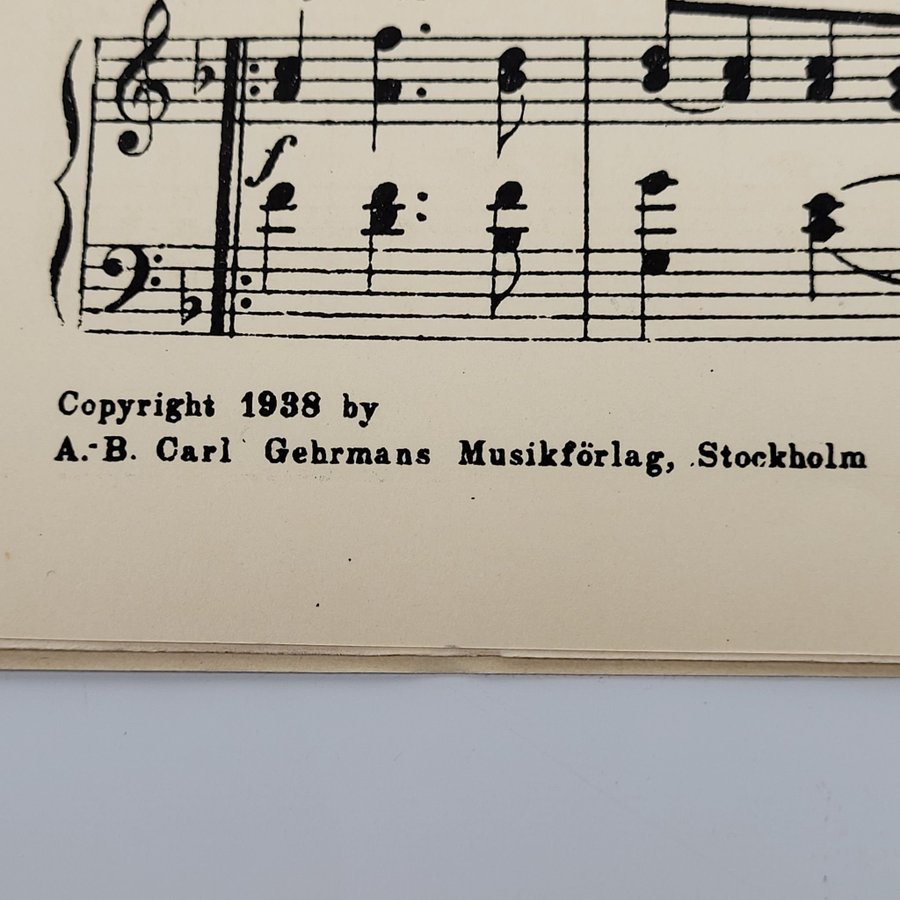 f
Copyright 1938 by
A.-B. Carl Gehrmans Musikförlag, Stockholm